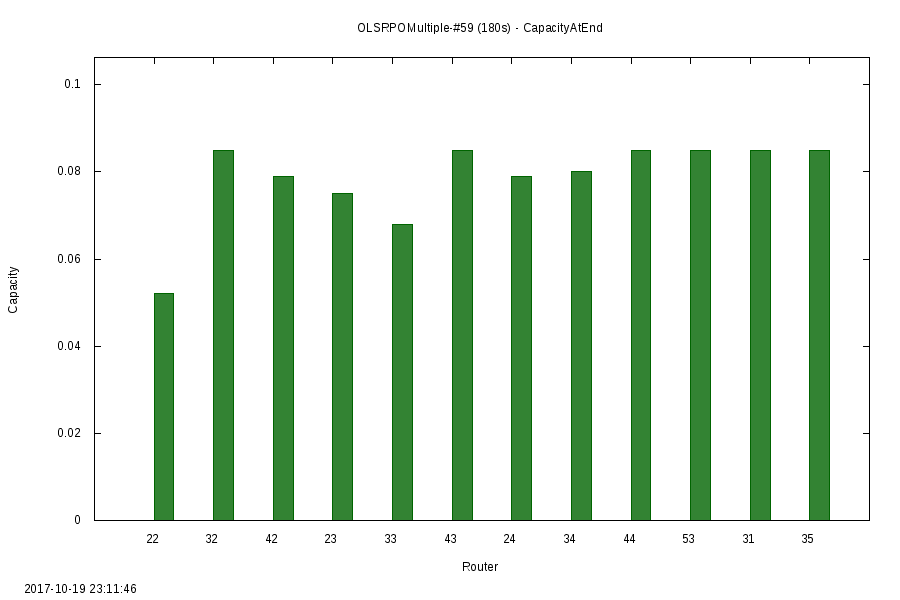 OLSRPOMultiple-#59 (180s) - CapacityAtEnd
0.1
0.08
0.06
0.04
0.02
0
Capacity
22 32 42 23 33 43 24 34 44 53 31 35
Router
2017-10-19 23:11:46